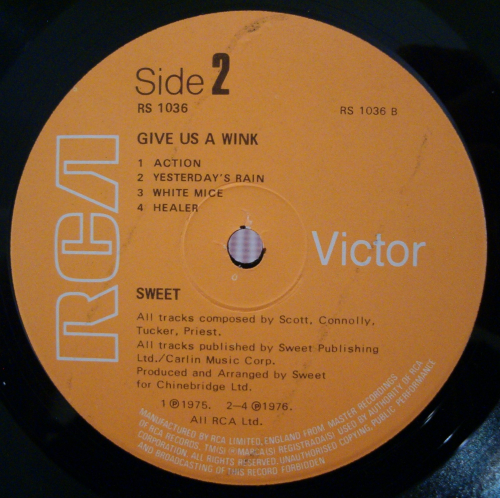 Side 2
RS 1036
RS 1036 B
GIVE US A WINK
1 ACTION
2 YESTERDAY'S RAIN
3 WHITE MICE
4 HEALER
RCA
Victor
SWEET
All tracks composed by Scott, Connolly,
Tucker, Priest.
All tracks published by Sweet Publishing
Ltd./Carlin Music Corp.
Produced and Arranged by Sweet
for Chinebridge Ltd.
1 ℗ 1975. 2–4 ℗ 1976.
All RCA Ltd.
MANUFACTURED BY RCA LIMITED, ENGLAND FROM MASTER RECORDINGS
OF RCA RECORDS. TM(S) ® MARCA(S) REGISTRADA(S) USED BY AUTHORITY OF RCA
CORPORATION. ALL RIGHTS RESERVED. UNAUTHORISED COPYING, PUBLIC PERFORMANCE
AND BROADCASTING OF THIS RECORD FORBIDDEN